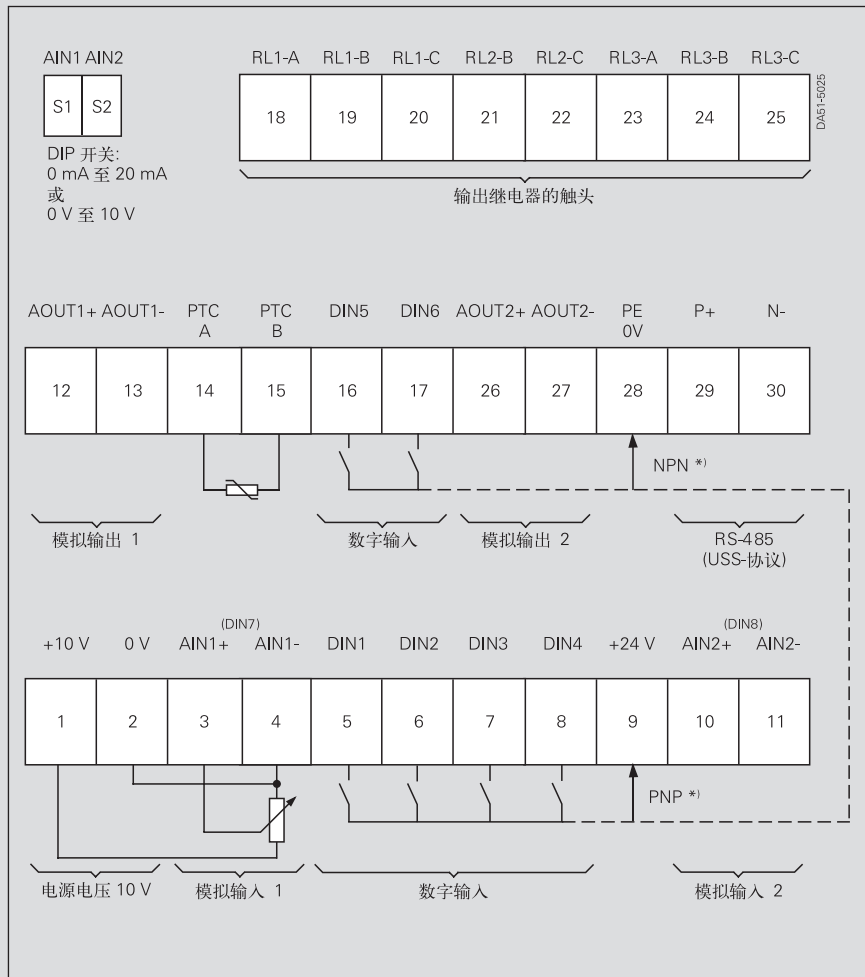 AIN1 AIN2
S1 S2
DIP 开关:
0 mA 至 20 mA
或
0 V 至 10 V
RL1-A RL1-B RL1-C RL2-B RL2-C RL3-A RL3-B RL3-C
18 19 20 21 22 23 24 25
DA51-5025
输出继电器的触头
AOUT1+ AOUT1- PTC A PTC B DIN5 DIN6 AOUT2+ AOUT2- PE 0V P+ N-
12 13 14 15 16 17 26 27 28 29 30
NPN *)
模拟输出 1
数字输入
模拟输出 2
RS-485
(USS-协议)
(DIN7) (DIN8)
+10 V 0 V AIN1+ AIN1- DIN1 DIN2 DIN3 DIN4 +24 V AIN2+ AIN2-
1 2 3 4 5 6 7 8 9 10 11
PNP *)
电源电压 10 V
模拟输入 1
数字输入
模拟输入 2